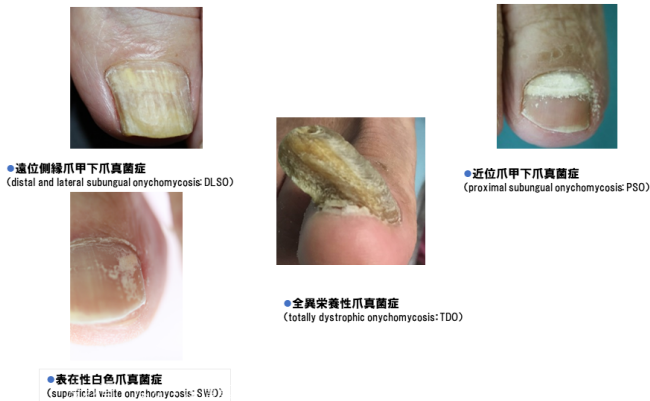 ●遠位側縁爪甲下爪真菌症
（distal and lateral subungual onychomycosis: DLSO）
●近位爪甲下爪真菌症
（proximal subungual onychomycosis: PSO）
●全異栄養性爪真菌症
（totally dystrophic onychomycosis: TDO）
●表在性白色爪真菌症
（superficial white onychomycosis: SWO）